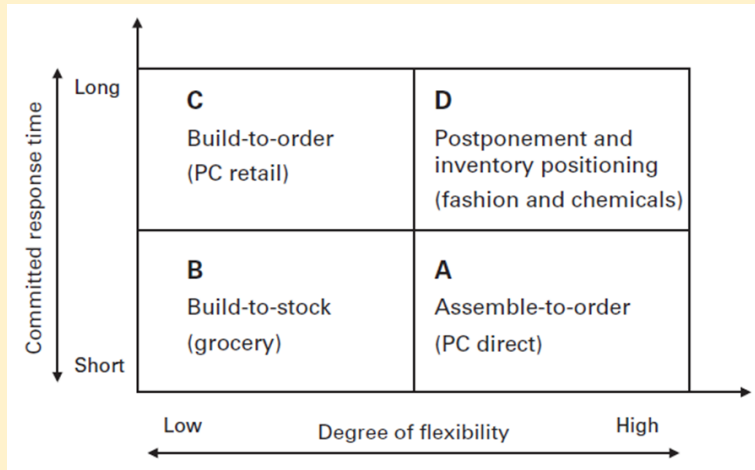 Committed response time
Long
Short
C
Build-to-order
(PC retail)
D
Postponement and
inventory positioning
(fashion and chemicals)
B
Build-to-stock
(grocery)
A
Assemble-to-order
(PC direct)
Low
Degree of flexibility
High